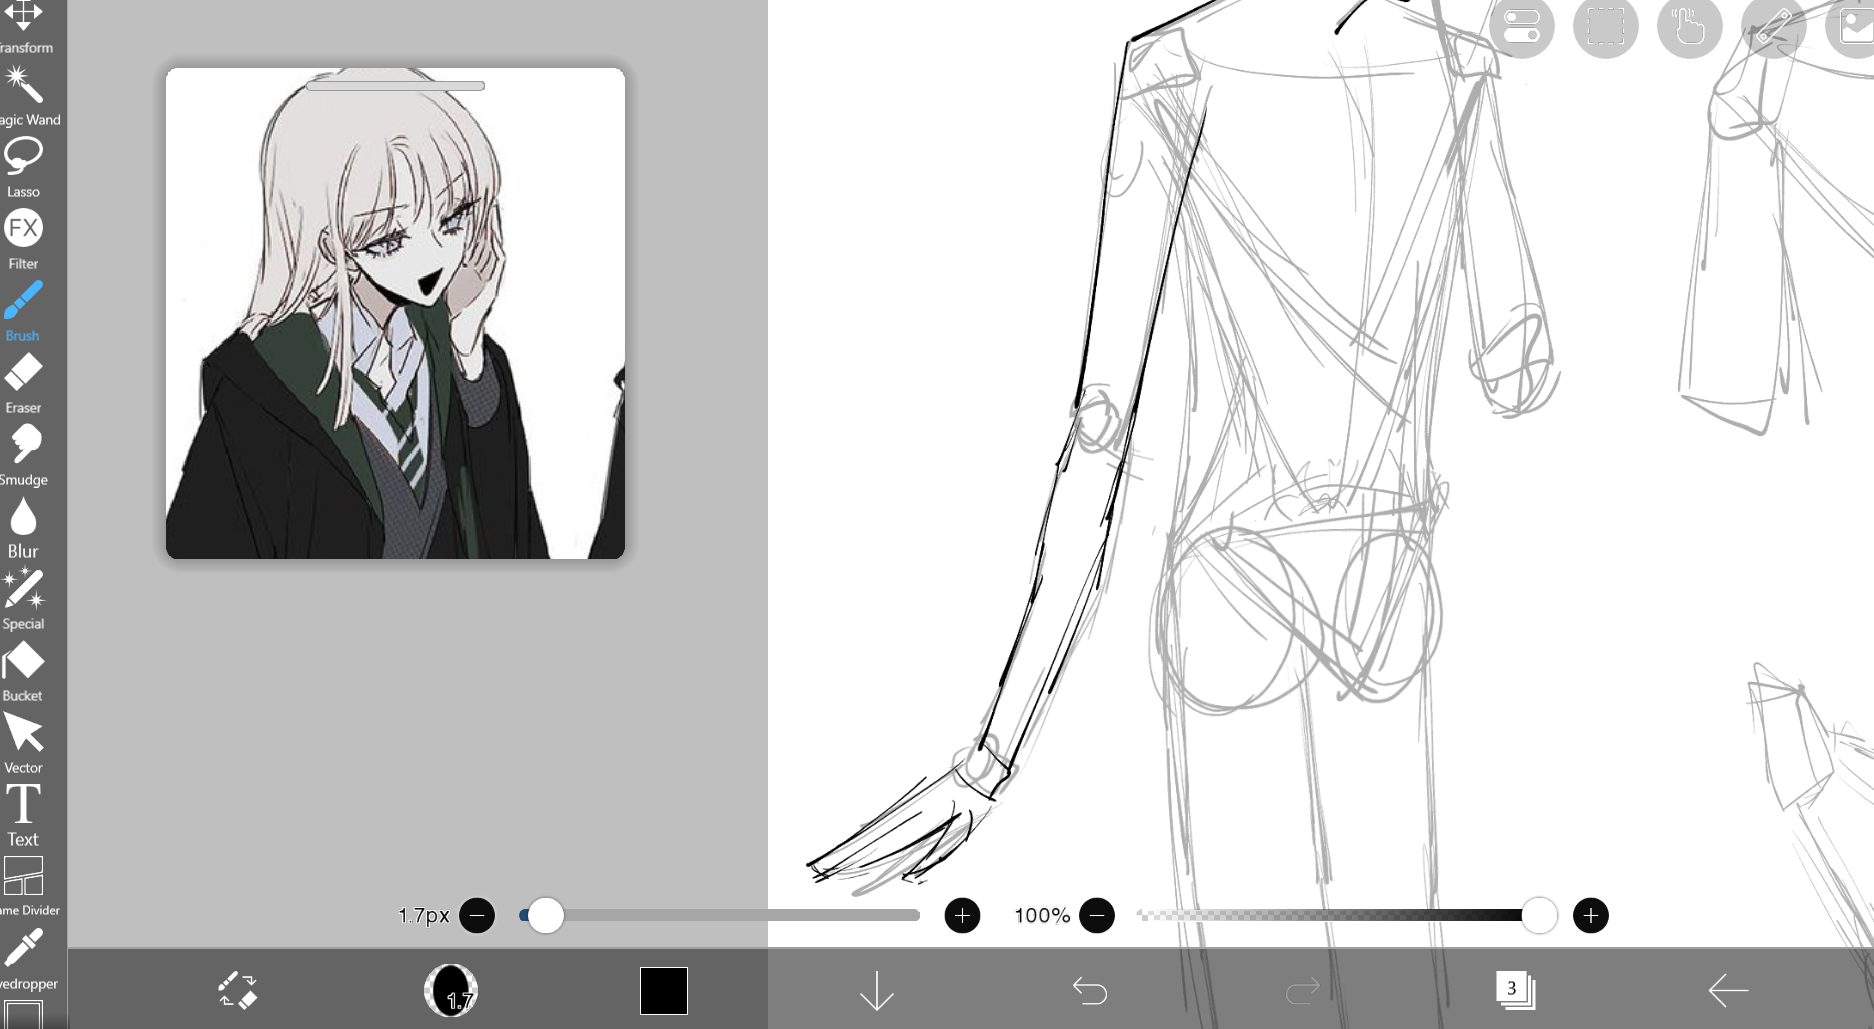 ransform
agic Wand
Lasso
FX
Filter
Brush
Eraser
Smudge
Blur
Special
Bucket
Vector
T
Text
ame Divider
yedropper
1.7px
100%
1.7
3